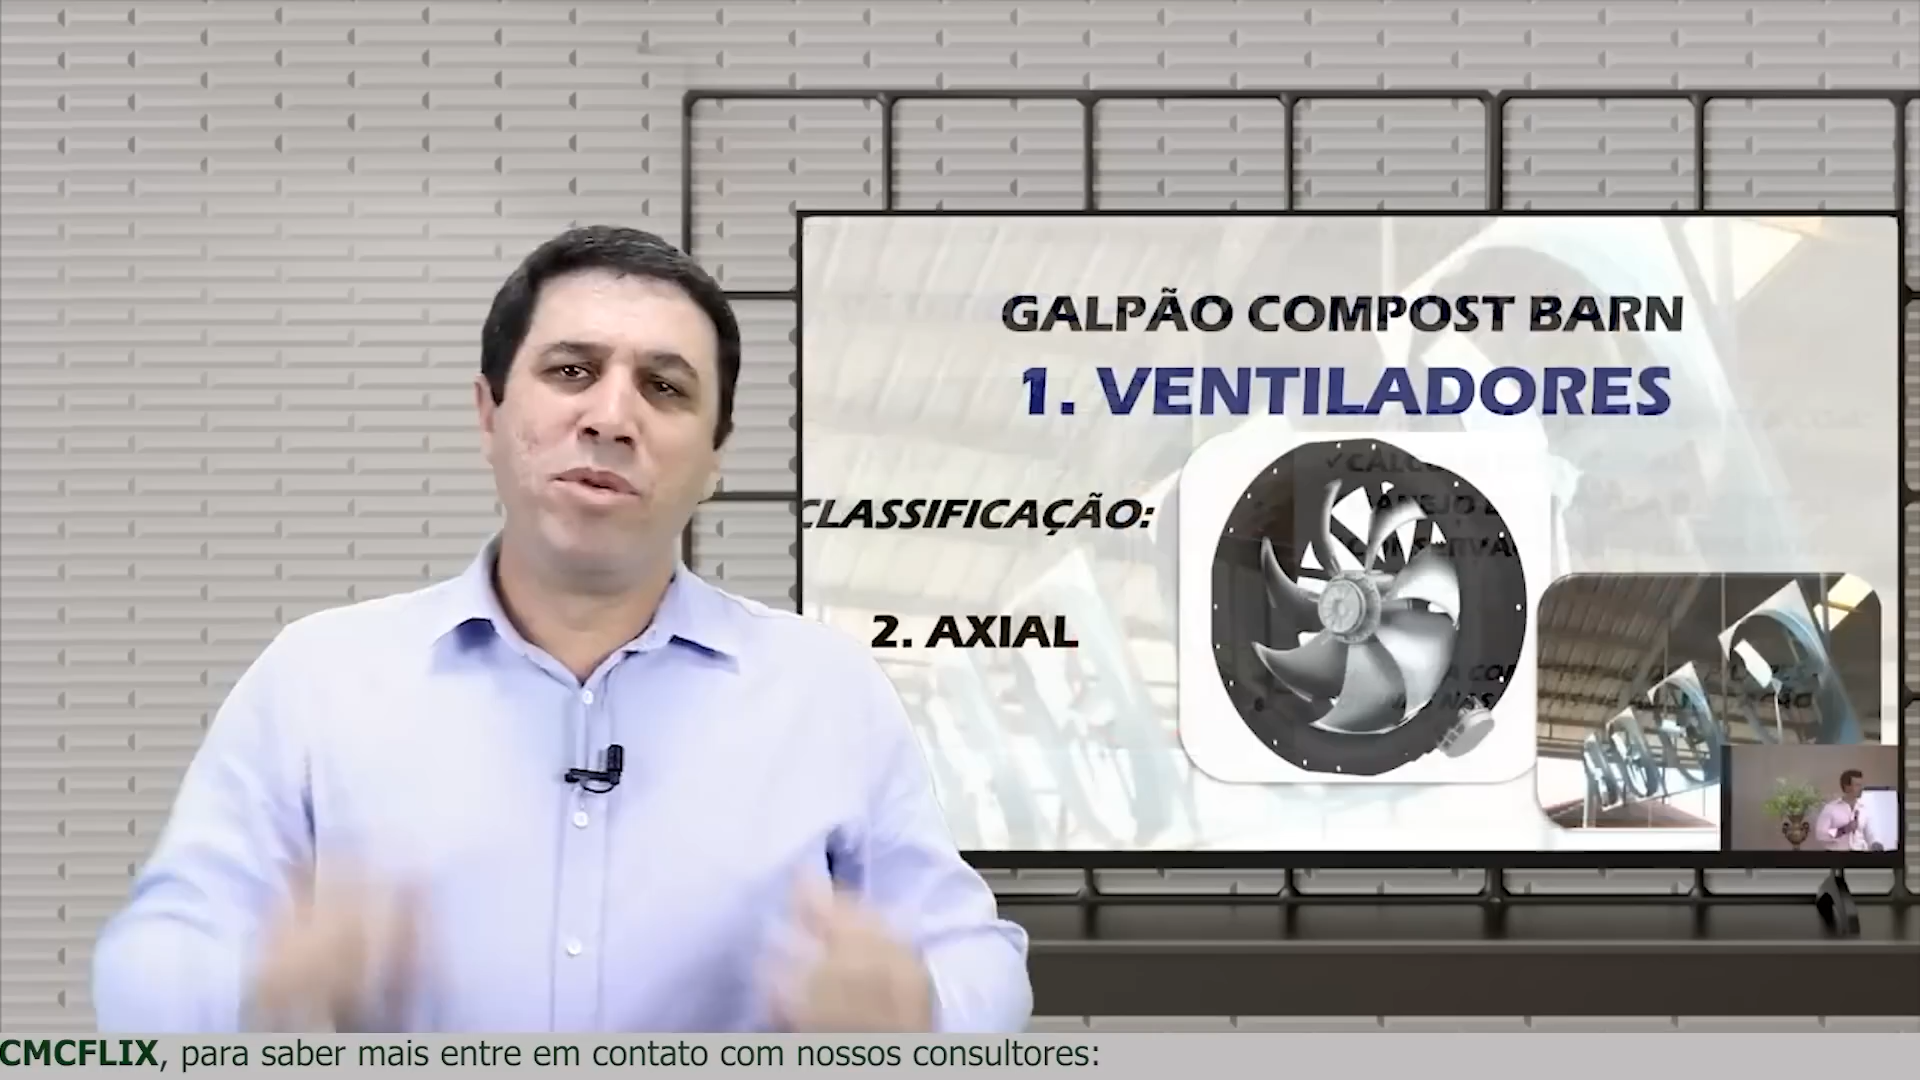 GALPÃO COMPOST BARN
1. VENTILADORES
CLASSIFICAÇÃO:
2. AXIAL
CMCFLIX, para saber mais entre em contato com nossos consultores: